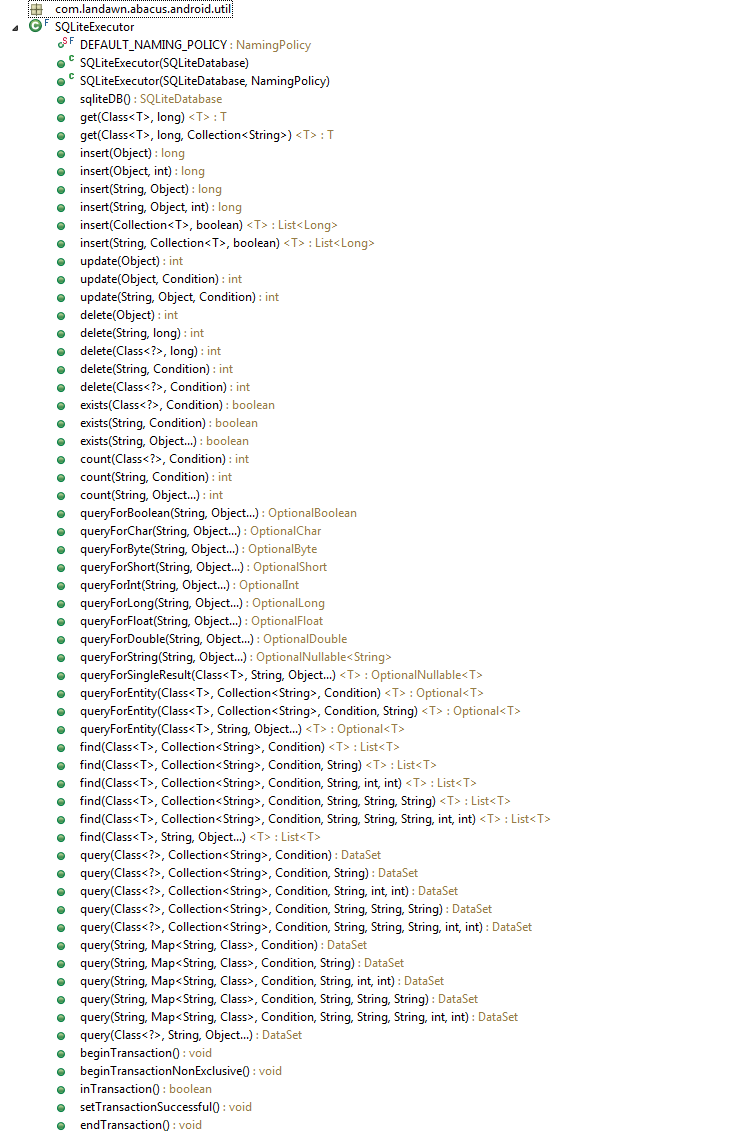 com.landawn.abacus.android.util
C F SQLiteExecutor
S F DEFAULT_NAMING_POLICY : NamingPolicy
C SQLiteExecutor(SQLiteDatabase)
C SQLiteExecutor(SQLiteDatabase, NamingPolicy)
sqliteDB() : SQLiteDatabase
get(Class<T>, long) <T> : T
get(Class<T>, long, Collection<String>) <T> : T
insert(Object) : long
insert(Object, int) : long
insert(String, Object) : long
insert(String, Object, int) : long
insert(Collection<T>, boolean) <T> : List<Long>
insert(String, Collection<T>, boolean) <T> : List<Long>
update(Object) : int
update(Object, Condition) : int
update(String, Object, Condition) : int
delete(Object) : int
delete(String, long) : int
delete(Class<?>, long) : int
delete(String, Condition) : int
delete(Class<?>, Condition) : int
exists(Class<?>, Condition) : boolean
exists(String, Condition) : boolean
exists(String, Object...) : boolean
count(Class<?>, Condition) : int
count(String, Condition) : int
count(String, Object...) : int
queryForBoolean(String, Object...) : OptionalBoolean
queryForChar(String, Object...) : OptionalChar
queryForByte(String, Object...) : OptionalByte
queryForShort(String, Object...) : OptionalShort
queryForInt(String, Object...) : OptionalInt
queryForLong(String, Object...) : OptionalLong
queryForFloat(String, Object...) : OptionalFloat
queryForDouble(String, Object...) : OptionalDouble
queryForString(String, Object...) : OptionalNullable<String>
queryForSingleResult(Class<T>, String, Object...) <T> : OptionalNullable<T>
queryForEntity(Class<T>, Collection<String>, Condition) <T> : Optional<T>
queryForEntity(Class<T>, Collection<String>, Condition, String) <T> : Optional<T>
queryForEntity(Class<T>, String, Object...) <T> : Optional<T>
find(Class<T>, Collection<String>, Condition) <T> : List<T>
find(Class<T>, Collection<String>, Condition, String) <T> : List<T>
find(Class<T>, Collection<String>, Condition, String, int, int) <T> : List<T>
find(Class<T>, Collection<String>, Condition, String, String, String) <T> : List<T>
find(Class<T>, Collection<String>, Condition, String, String, String, int, int) <T> : List<T>
find(Class<T>, String, Object...) <T> : List<T>
query(Class<?>, Collection<String>, Condition) : DataSet
query(Class<?>, Collection<String>, Condition, String) : DataSet
query(Class<?>, Collection<String>, Condition, String, int, int) : DataSet
query(Class<?>, Collection<String>, Condition, String, String, String) : DataSet
query(Class<?>, Collection<String>, Condition, String, String, String, int, int) : DataSet
query(String, Map<String, Class>, Condition) : DataSet
query(String, Map<String, Class>, Condition, String) : DataSet
query(String, Map<String, Class>, Condition, String, int, int) : DataSet
query(String, Map<String, Class>, Condition, String, String, String) : DataSet
query(String, Map<String, Class>, Condition, String, String, String, int, int) : DataSet
query(Class<?>, String, Object...) : DataSet
beginTransaction() : void
beginTransactionNonExclusive() : void
inTransaction() : boolean
setTransactionSuccessful() : void
endTransaction() : void